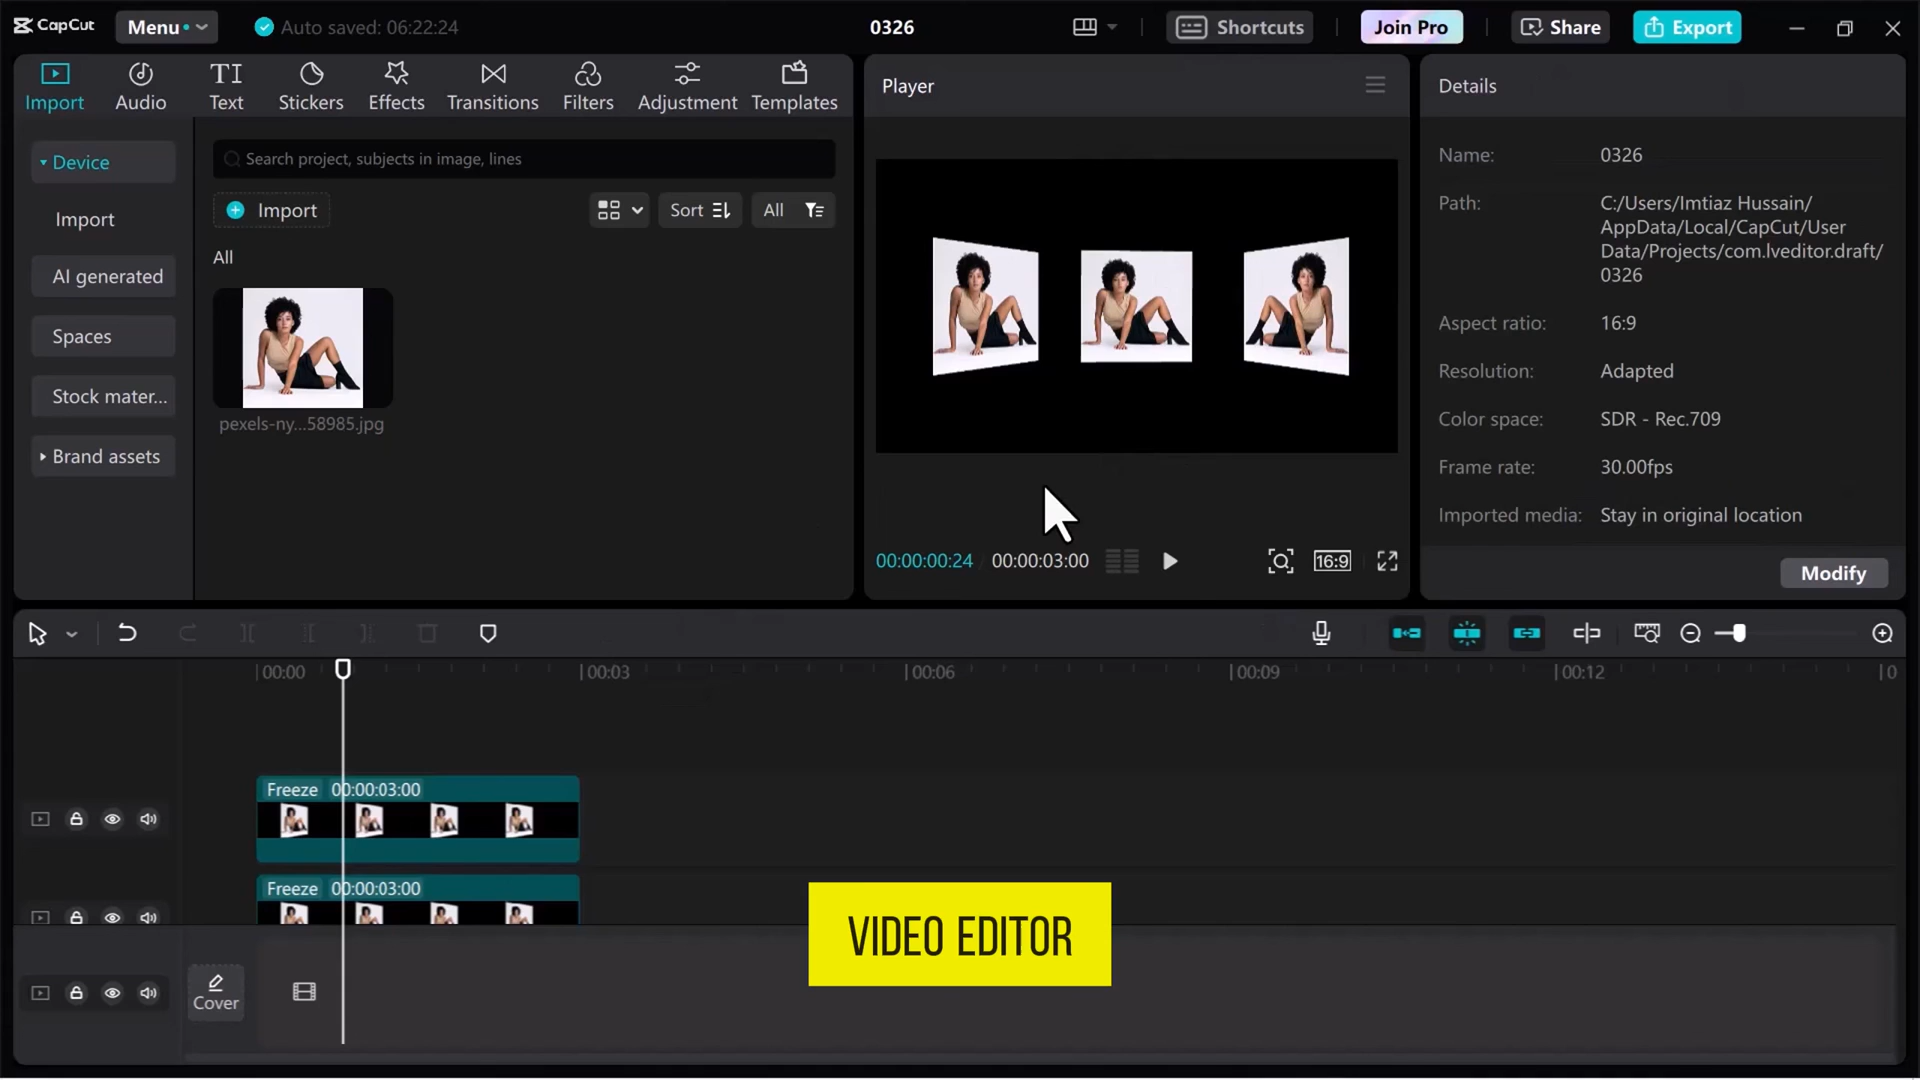 CapCut
Menu
Auto saved: 06:22:24
0326
Shortcuts
Join Pro
Share
Export
Import
Audio
Text
Stickers
Effects
Transitions
Filters
Adjustment
Templates
Device
Import
AI generated
Spaces
Stock mater...
Brand assets
Search project, subjects in image, lines
Import
Sort
All
All
pexels-ny...58985.jpg
Player
00:00:00:24 / 00:00:03:00
16:9
Details
Name: 0326
Path: C:/Users/Imtiaz Hussain/
AppData/Local/CapCut/User
Data/Projects/com.lveditor.draft/
0326
Aspect ratio: 16:9
Resolution: Adapted
Color space: SDR - Rec.709
Frame rate: 30.00fps
Imported media: Stay in original location
Modify
00:00
00:03
00:06
00:09
00:12
0
Freeze 00:00:03:00
Freeze 00:00:03:00
VIDEO EDITOR
Cover